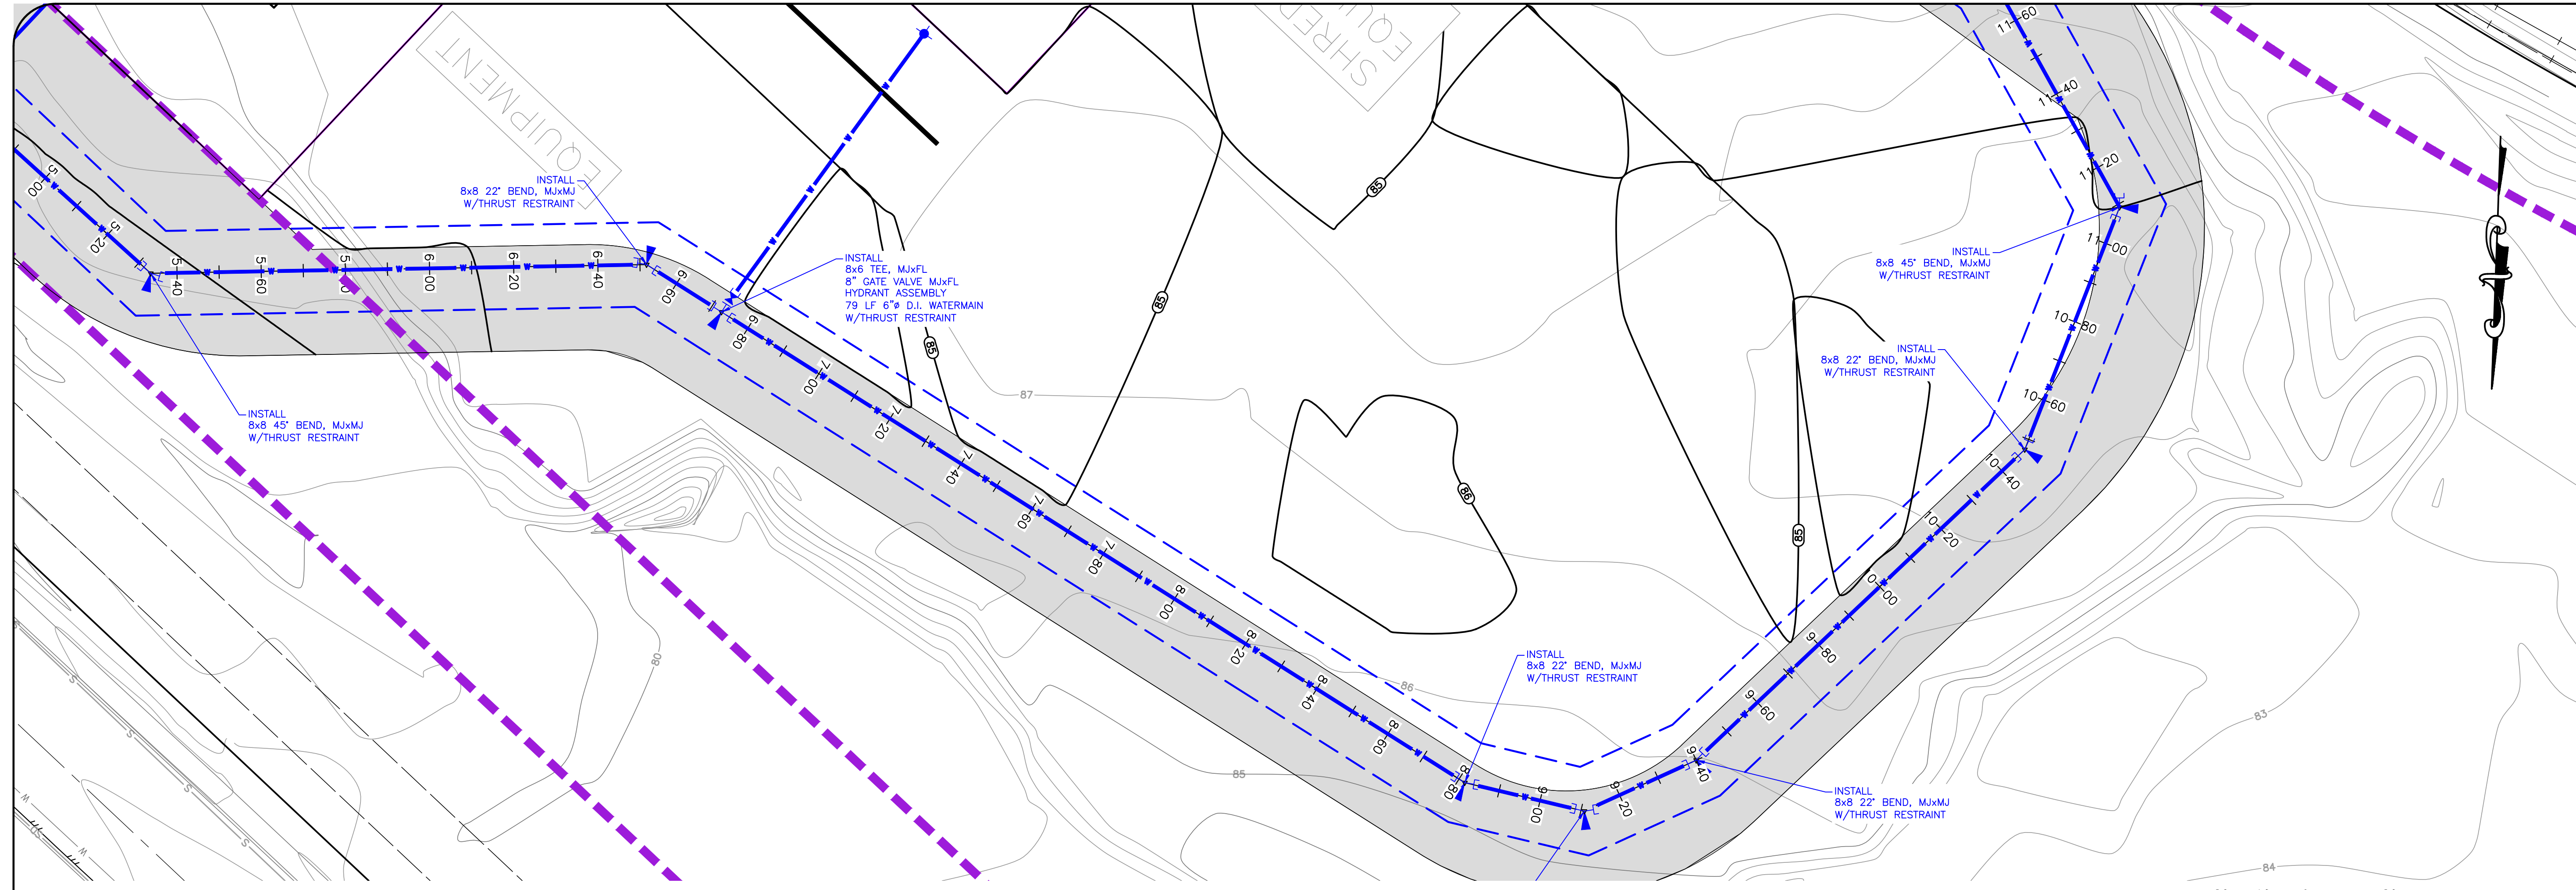 EQUIPMENT
SHRED
EQU
INSTALL
8x8 22° BEND, MJxMJ
W/THRUST RESTRAINT
INSTALL
8x6 TEE, MJxFL
8" GATE VALVE MJxFL
HYDRANT ASSEMBLY
79 LF 6"ø D.I. WATERMAIN
W/THRUST RESTRAINT
INSTALL
8x8 45° BEND, MJxMJ
W/THRUST RESTRAINT
INSTALL
8x8 45° BEND, MJxMJ
W/THRUST RESTRAINT
INSTALL
8x8 22° BEND, MJxMJ
W/THRUST RESTRAINT
INSTALL
8x8 22° BEND, MJxMJ
W/THRUST RESTRAINT
INSTALL
8x8 22° BEND, MJxMJ
W/THRUST RESTRAINT
5 00
5 20
5 40
5 60
5 80
6 00
6 20
6 40
6 60
6 80
7 00
7 20
7 40
7 60
7 80
8 00
8 20
8 40
8 60
8 80
9 00
9 20
9 40
9 60
9 80
00
10 20
10 40
10 60
10 80
11 00
11 20
11 40
11 60
85
85
85
85
86
87
86
85
80
83
84
S
S
S
W
W